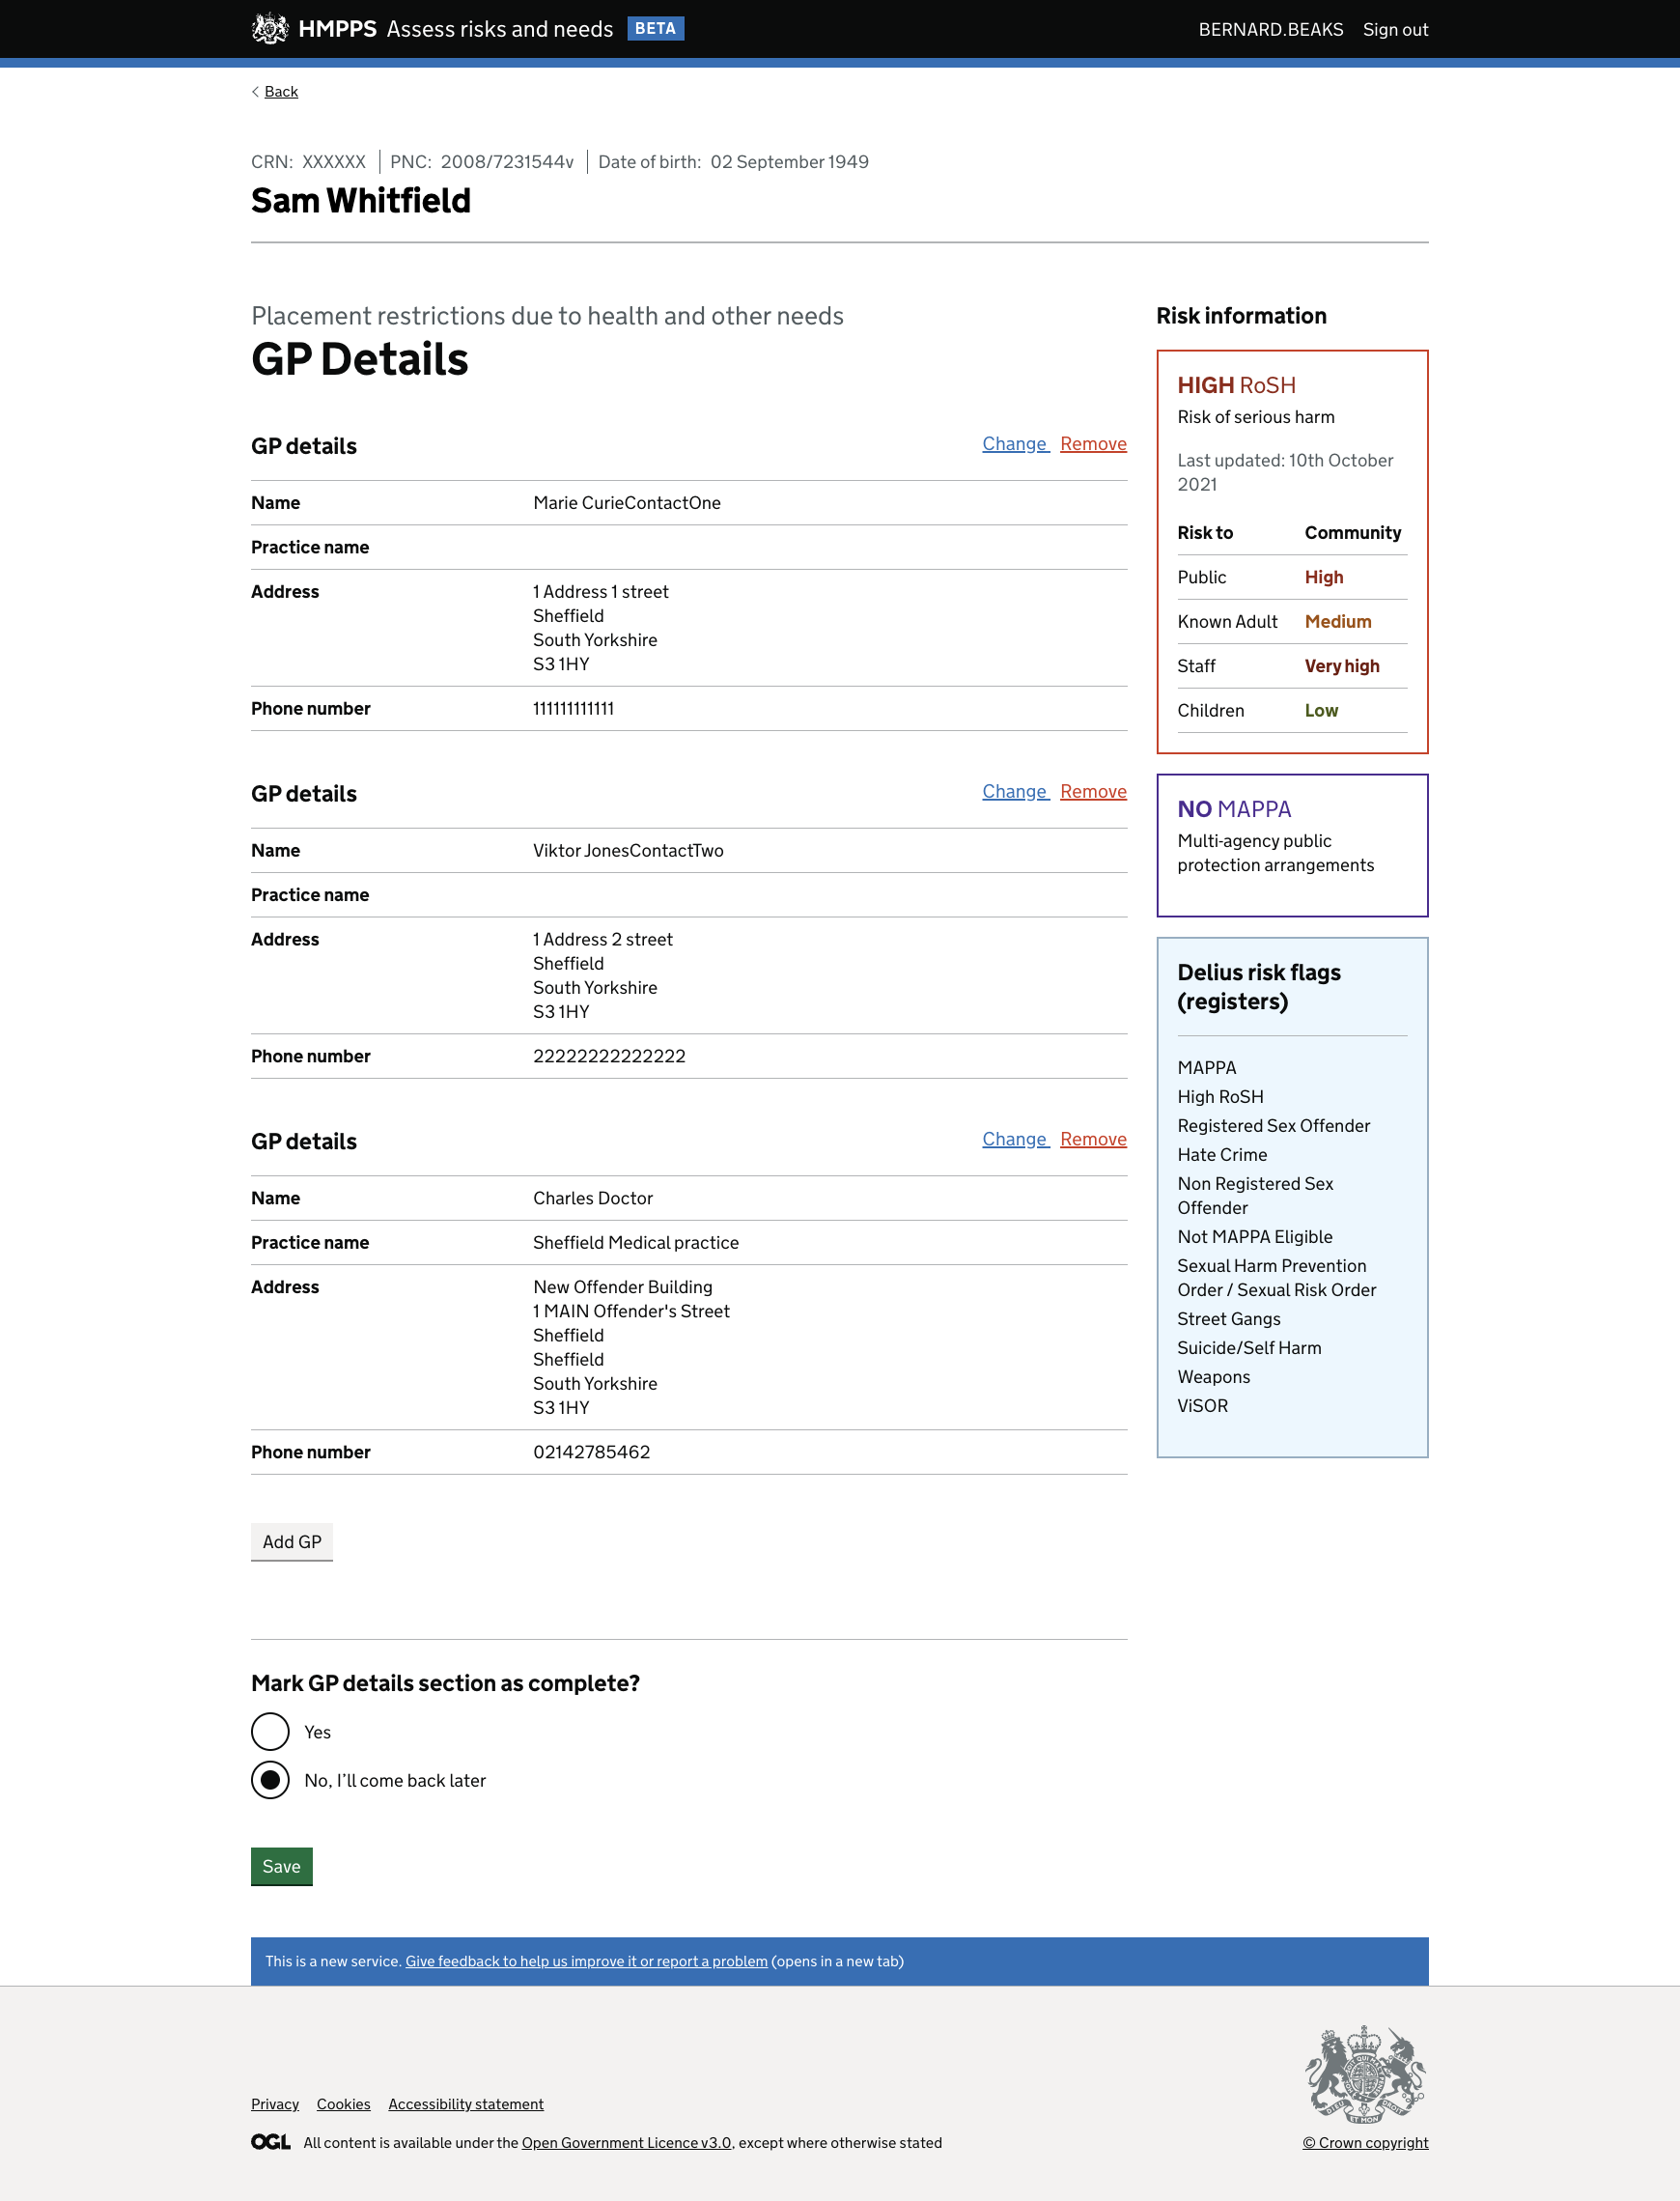 HMPPS Assess risks and needs BETA BERNARD.BEAKS Sign out
Back
CRN: XXXXXX PNC: 2008/7231544v Date of birth: 02 September 1949
Sam Whitfield
Placement restrictions due to health and other needs
GP Details
GP details Change Remove
Name Marie CurieContactOne
Practice name
Address 1 Address 1 street
Sheffield
South Yorkshire
S3 1HY
Phone number 111111111111
GP details Change Remove
Name Viktor JonesContactTwo
Practice name
Address 1 Address 2 street
Sheffield
South Yorkshire
S3 1HY
Phone number 22222222222222
GP details Change Remove
Name Charles Doctor
Practice name Sheffield Medical practice
Address New Offender Building
1 MAIN Offender's Street
Sheffield
Sheffield
South Yorkshire
S3 1HY
Phone number 02142785462
Add GP
Mark GP details section as complete?
Yes
No, I’ll come back later
Save
Risk information
HIGH RoSH
Risk of serious harm
Last updated: 10th October
2021
Risk to Community
Public High
Known Adult Medium
Staff Very high
Children Low
NO MAPPA
Multi-agency public
protection arrangements
Delius risk flags
(registers)
MAPPA
High RoSH
Registered Sex Offender
Hate Crime
Non Registered Sex
Offender
Not MAPPA Eligible
Sexual Harm Prevention
Order / Sexual Risk Order
Street Gangs
Suicide/Self Harm
Weapons
ViSOR
This is a new service. Give feedback to help us improve it or report a problem (opens in a new tab)
Privacy Cookies Accessibility statement
OGL All content is available under the Open Government Licence v3.0, except where otherwise stated
© Crown copyright